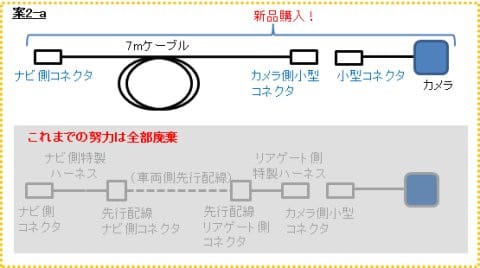 案2-a
新品購入！
7mケーブル
ナビ側コネクタ
カメラ側小型
コネクタ
小型コネクタ
カメラ
これまでの努力は全部廃棄
ナビ側特製
ハーネス
（車両側先行配線）
リアゲート側
特製ハーネス
ナビ側
コネクタ
先行配線
ナビ側コネクタ
先行配線
リアゲート側
コネクタ
カメラ側小型
コネクタ